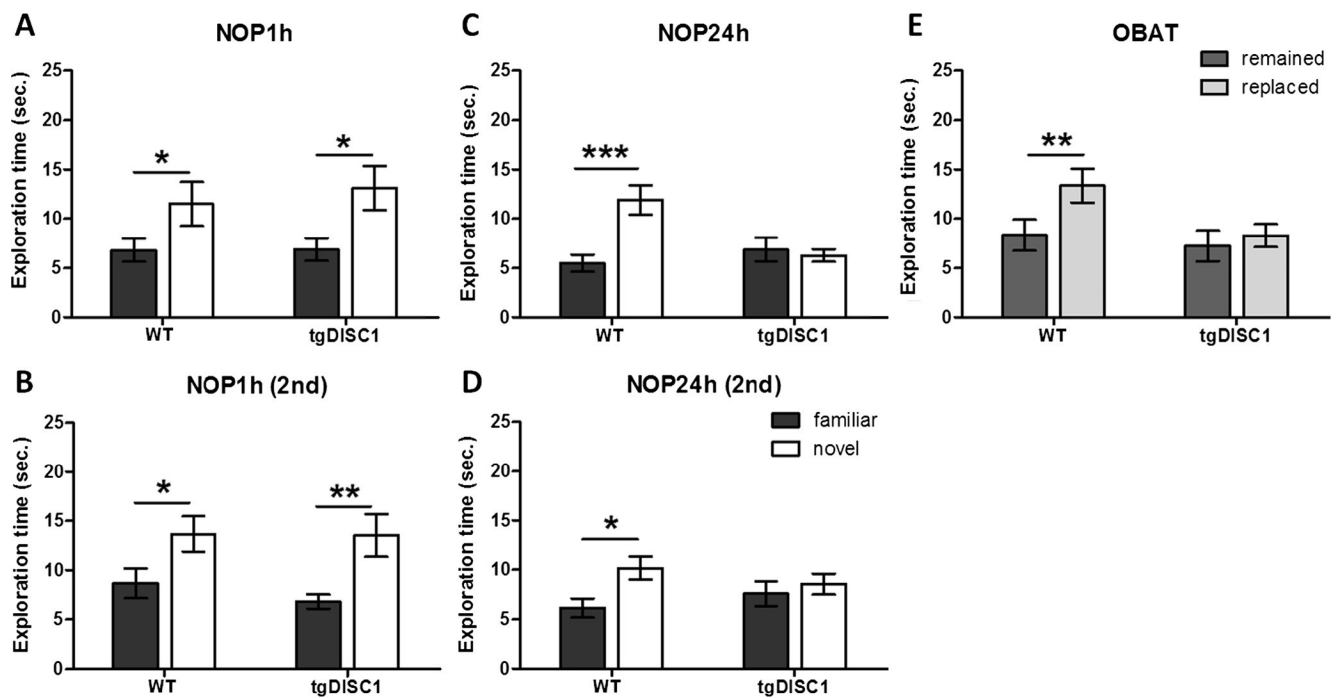 A
NOP1h
Exploration time (sec.)
25
20
15
10
5
0
*
*
WT
tgDISC1
C
NOP24h
Exploration time (sec.)
25
20
15
10
5
0
***
WT
tgDISC1
E
OBAT
remained
replaced
Exploration time (sec.)
25
20
15
10
5
0
**
WT
tgDISC1
B
NOP1h (2nd)
Exploration time (sec.)
25
20
15
10
5
0
*
**
WT
tgDISC1
D
NOP24h (2nd)
familiar
novel
Exploration time (sec.)
25
20
15
10
5
0
*
WT
tgDISC1